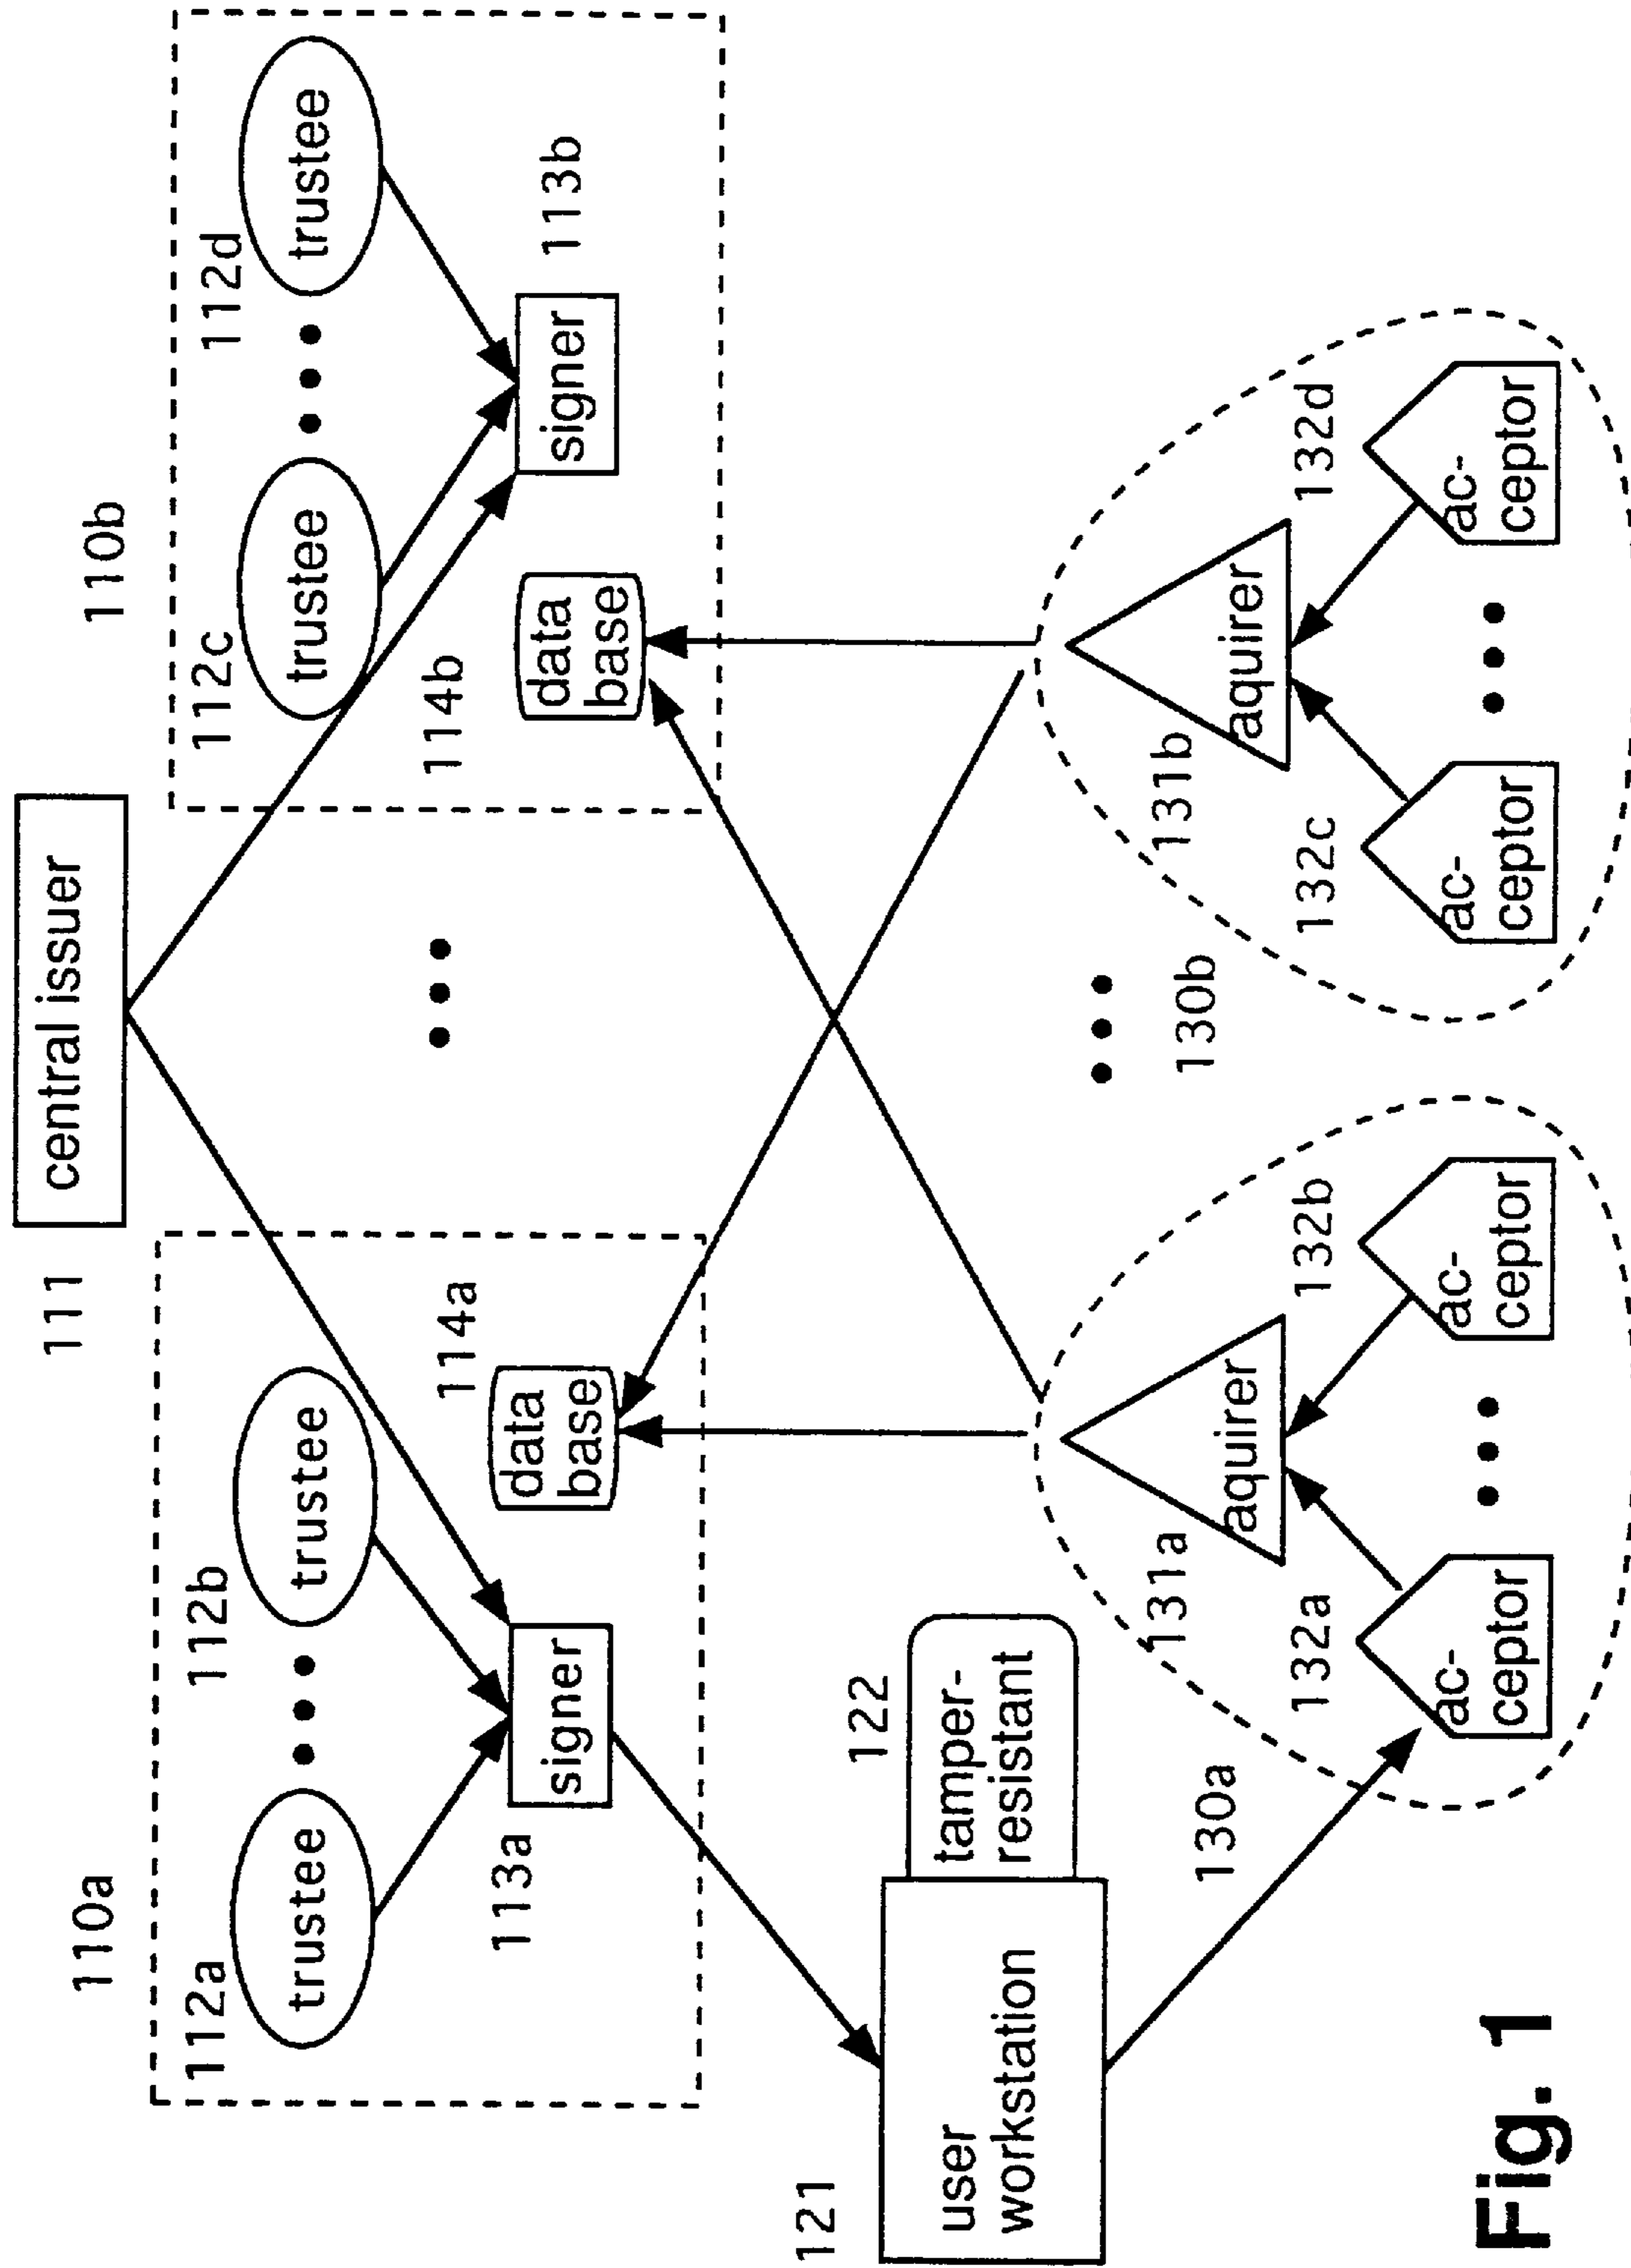 111
central issuer
110a
110b
112a
trustee
112b
trustee
112c
trustee
112d
trustee
113a
signer
114a
data
base
114b
data
base
signer
113b
121
user
workstation
122
tamper-
resistant
130a
130b
131a
aquirer
131b
aquirer
132a
ac-
ceptor
132b
ac-
ceptor
132c
ac-
ceptor
132d
ac-
ceptor
Fig. 1